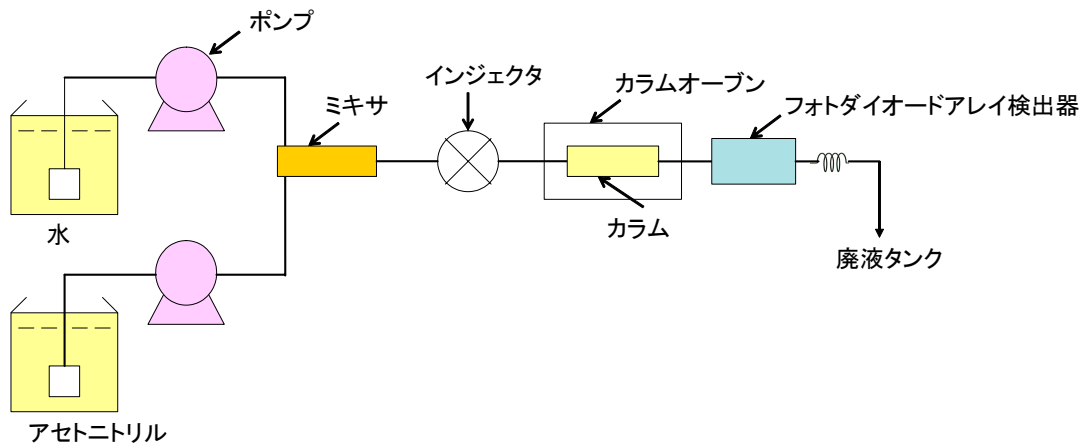 ポンプ
インジェクタ
カラムオーブン
ミキサ
フォトダイオードアレイ検出器
カラム
水
廃液タンク
アセトニトリル